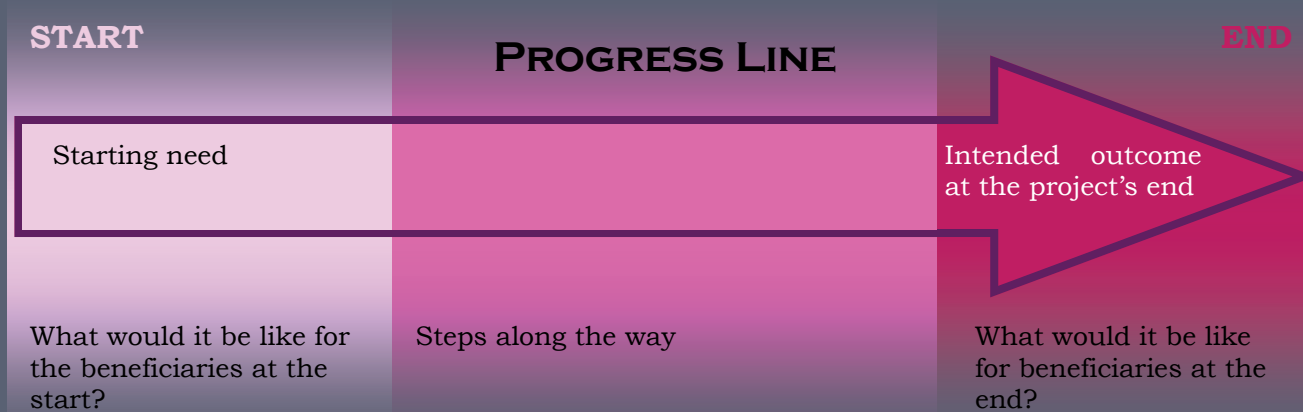 START
PROGRESS LINE
END
Starting need
Intended outcome
at the project's end
What would it be like for
the beneficiaries at the
start?
Steps along the way
What would it be like
for beneficiaries at the
end?